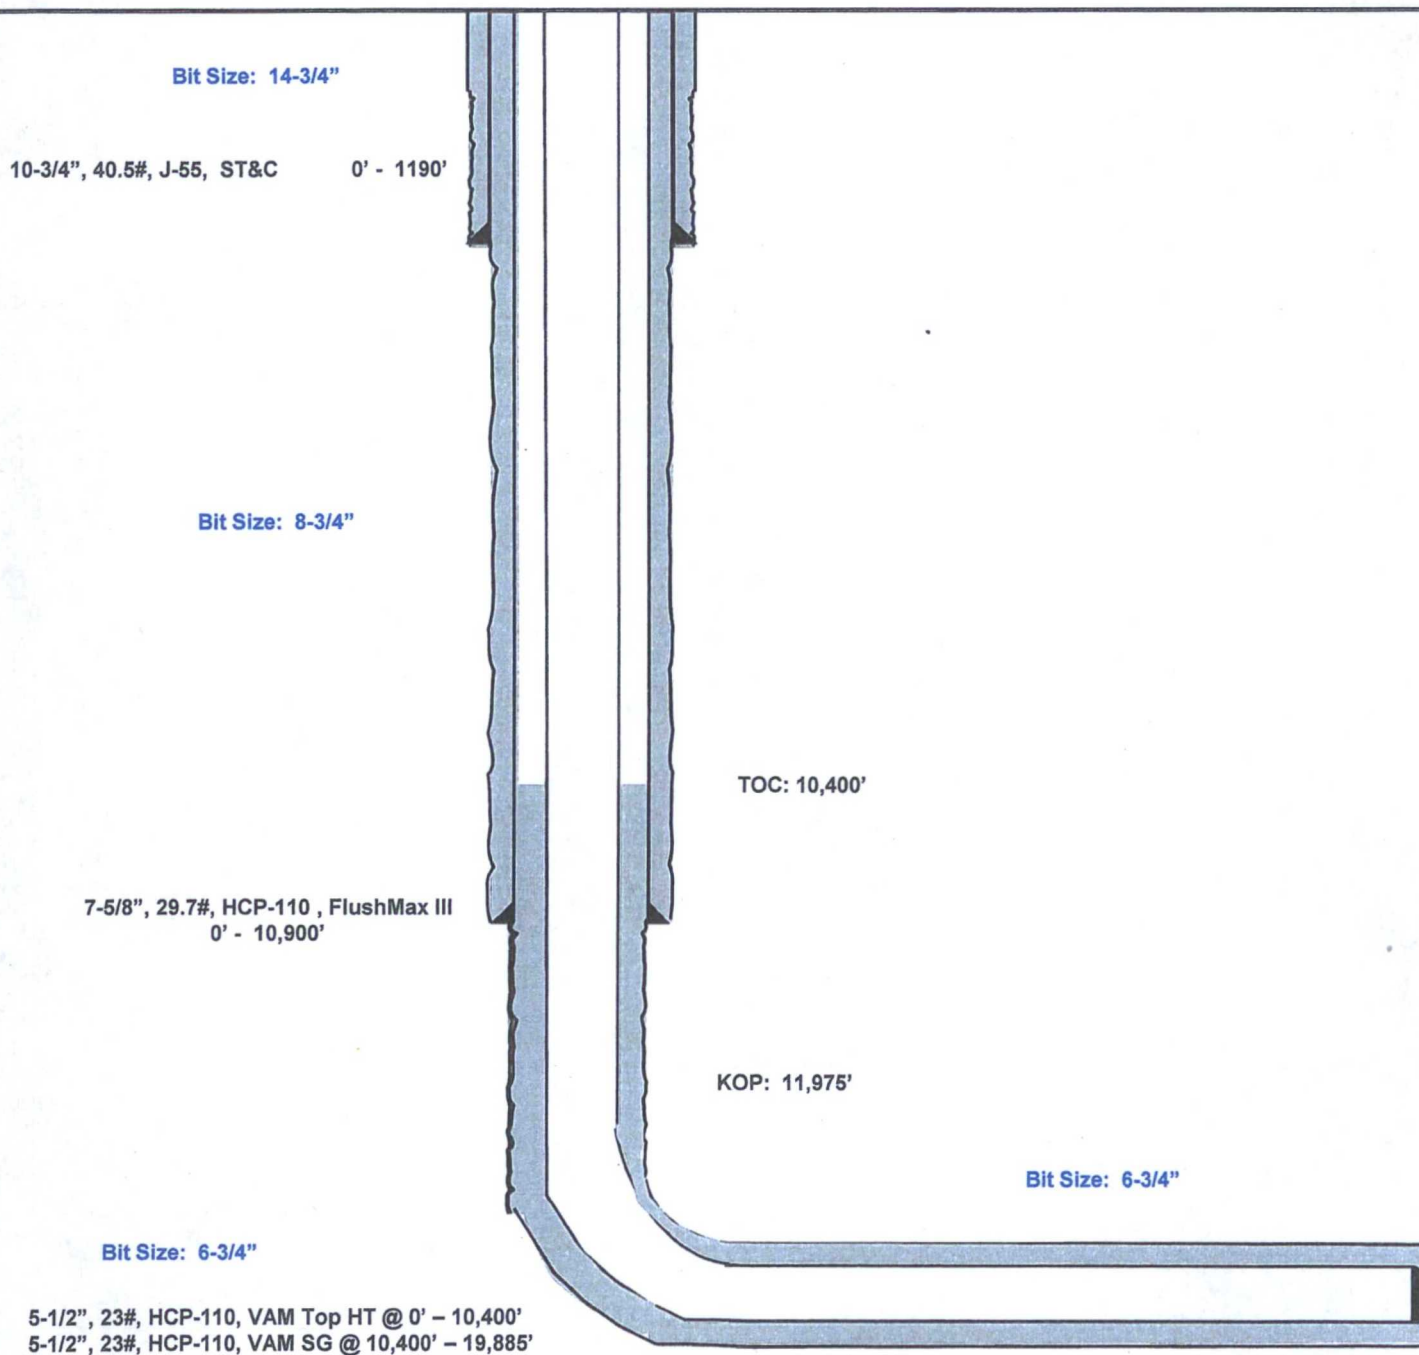 Bit Size: 14-3/4”
10-3/4”, 40.5#, J-55, ST&C 0’ - 1190’
Bit Size: 8-3/4”
TOC: 10,400’
7-5/8”, 29.7#, HCP-110 , FlushMax III
0’ - 10,900’
KOP: 11,975’
Bit Size: 6-3/4”
Bit Size: 6-3/4”
5-1/2”, 23#, HCP-110, VAM Top HT @ 0’ – 10,400’
5-1/2”, 23#, HCP-110, VAM SG @ 10,400’ – 19,885’